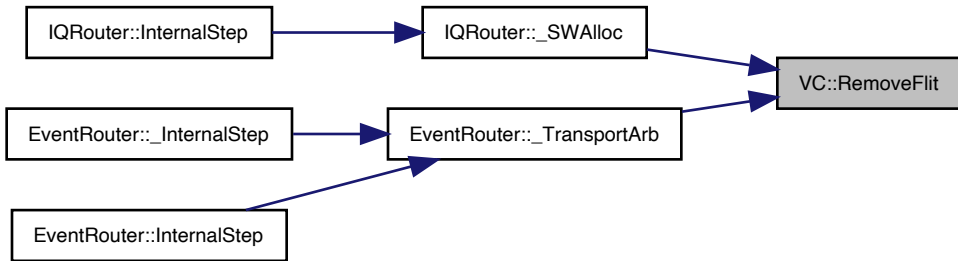 IQRouter::InternalStep
IQRouter::_SWAlloc
VC::RemoveFlit
EventRouter::_InternalStep
EventRouter::_TransportArb
EventRouter::InternalStep